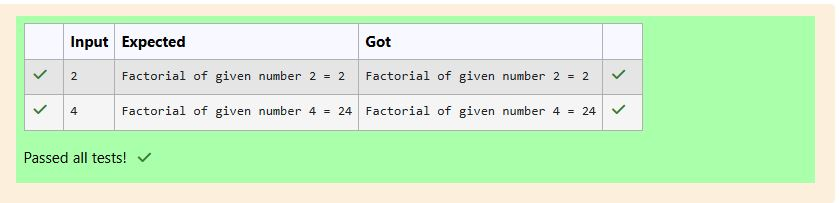 Input Expected Got
2 Factorial of given number 2 = 2 Factorial of given number 2 = 2
4 Factorial of given number 4 = 24 Factorial of given number 4 = 24
Passed all tests!